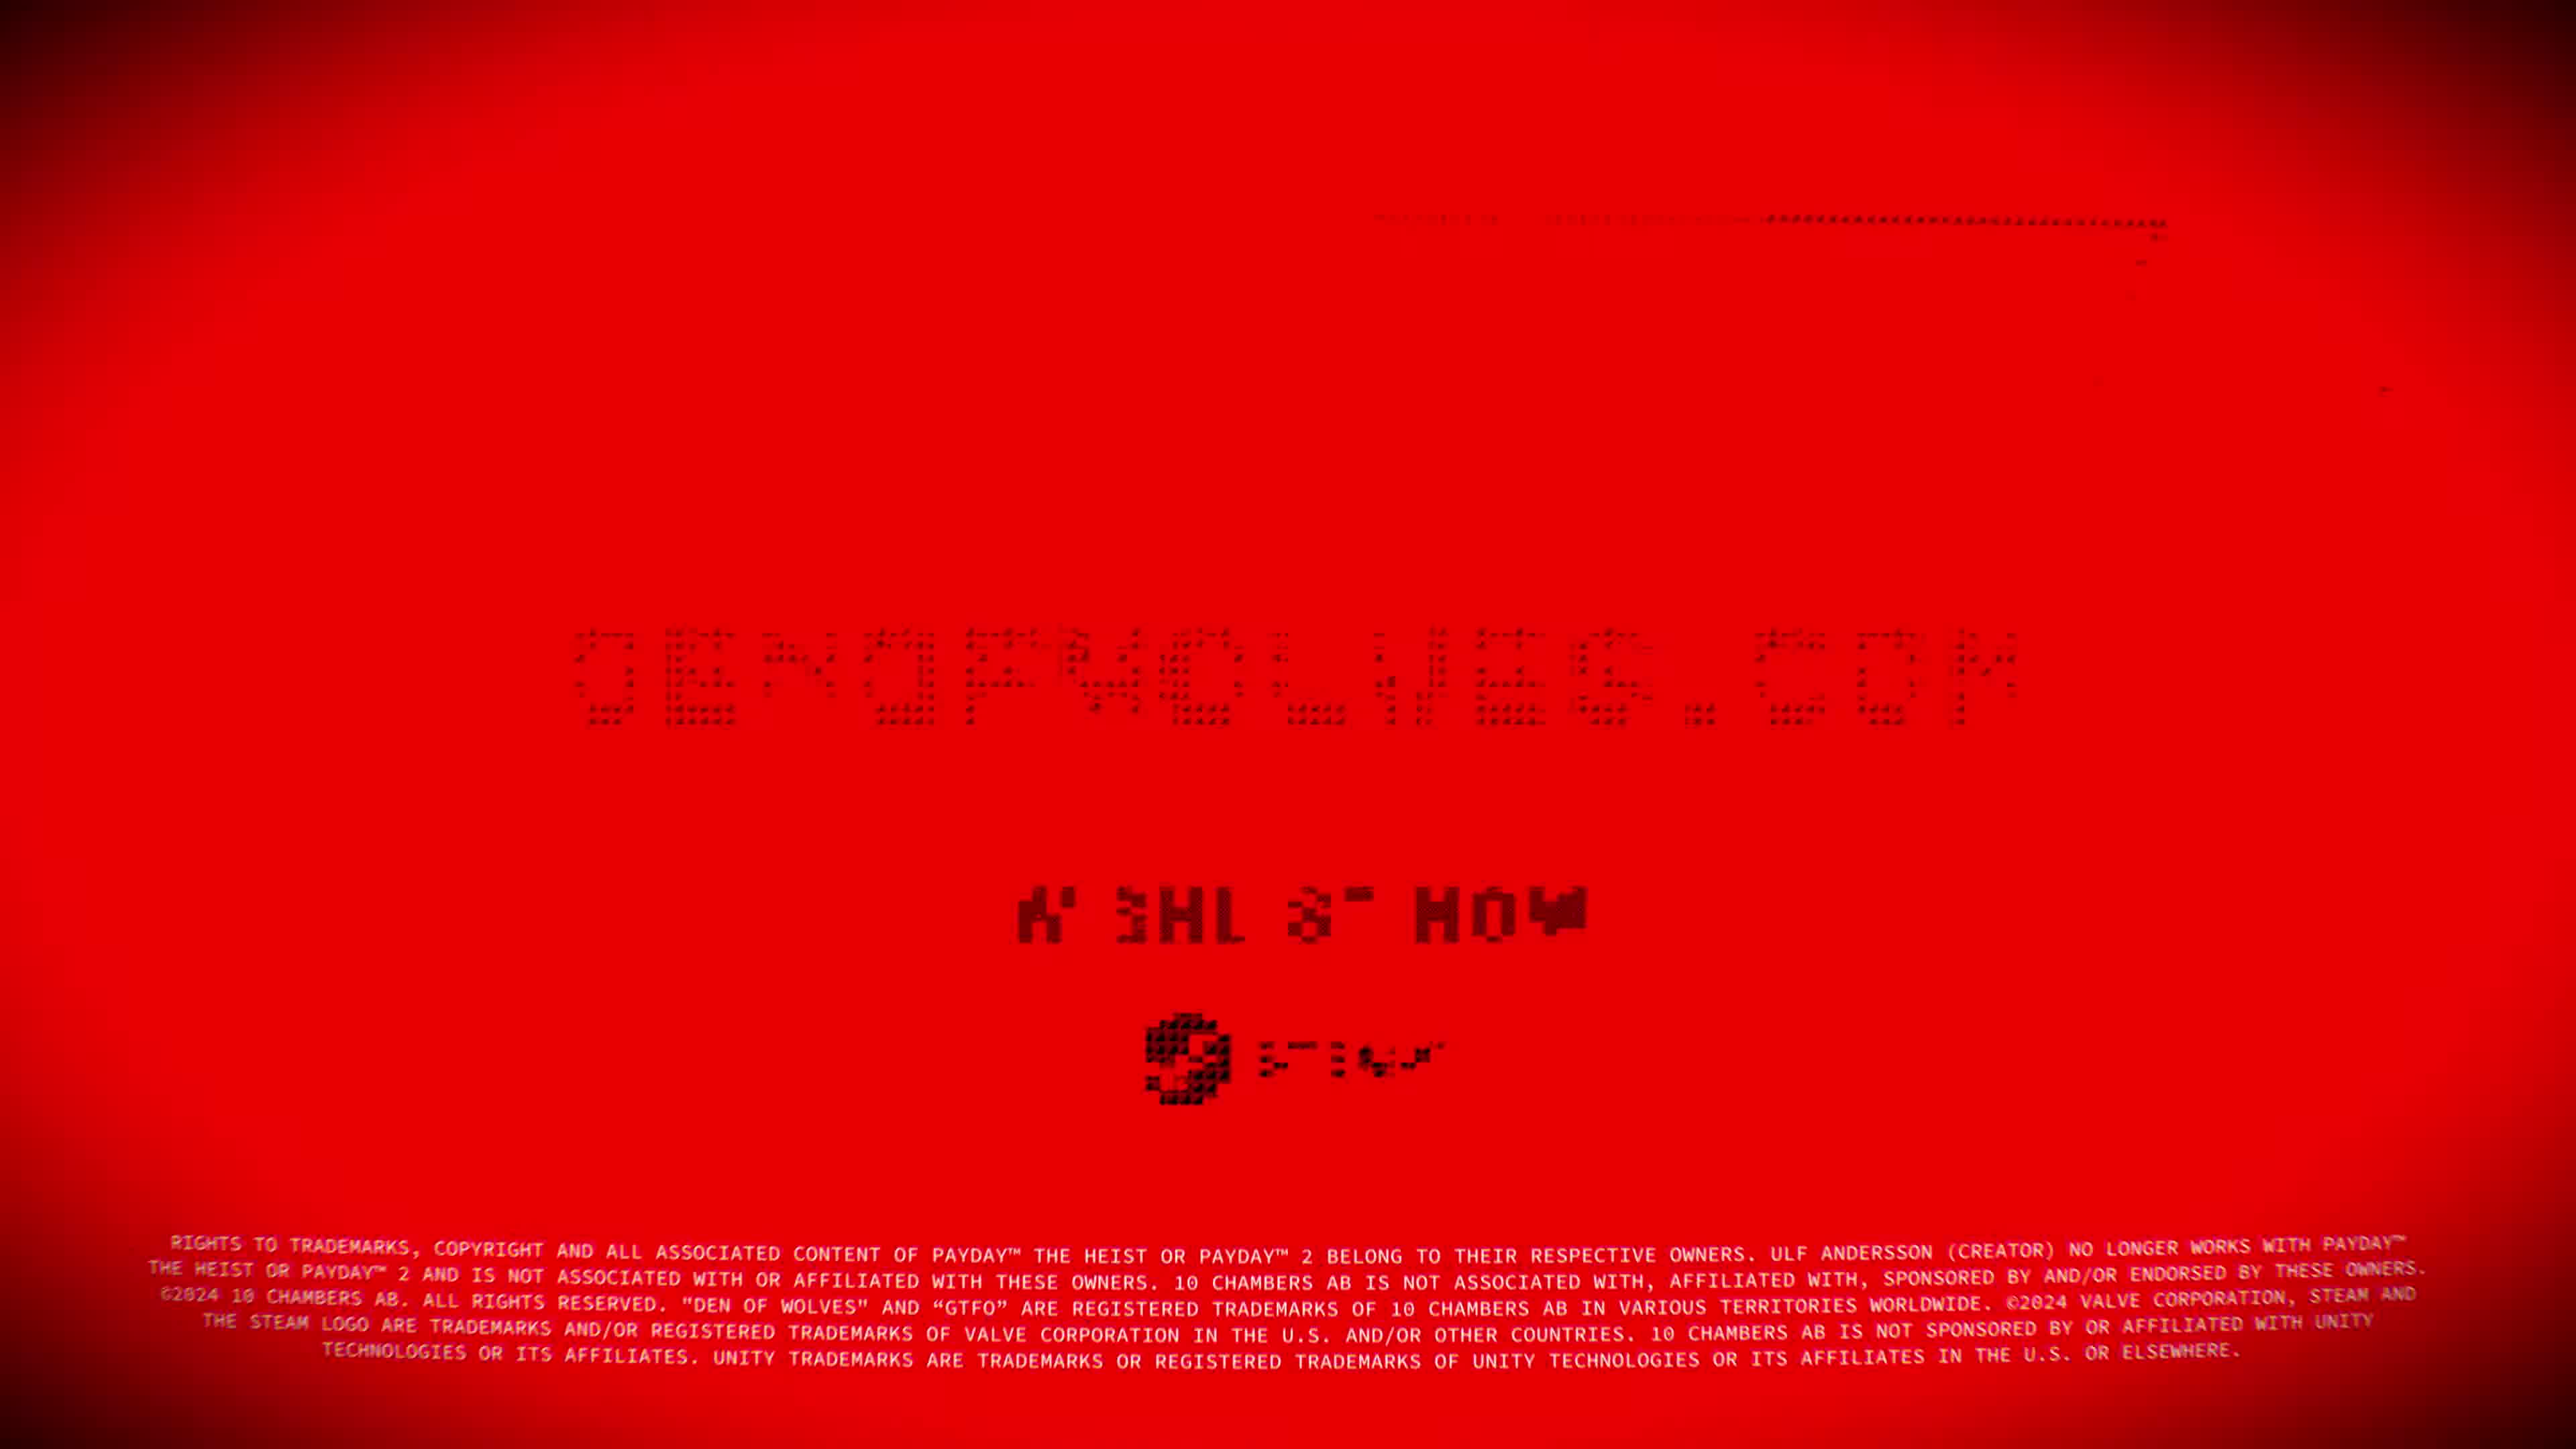 DENOFWOLVES.COM
RIGHTS TO TRADEMARKS, COPYRIGHT AND ALL ASSOCIATED CONTENT OF PAYDAY™ THE HEIST OR PAYDAY™ 2 BELONG TO THEIR RESPECTIVE OWNERS. ULF ANDERSSON (CREATOR) NO LONGER WORKS WITH PAYDAY™
THE HEIST OR PAYDAY™ 2 AND IS NOT ASSOCIATED WITH OR AFFILIATED WITH THESE OWNERS. 10 CHAMBERS AB IS NOT ASSOCIATED WITH, AFFILIATED WITH, SPONSORED BY AND/OR ENDORSED BY THESE OWNERS.
©2024 10 CHAMBERS AB. ALL RIGHTS RESERVED. "DEN OF WOLVES" AND “GTFO” ARE REGISTERED TRADEMARKS OF 10 CHAMBERS AB IN VARIOUS TERRITORIES WORLDWIDE. ©2024 VALVE CORPORATION, STEAM AND
THE STEAM LOGO ARE TRADEMARKS AND/OR REGISTERED TRADEMARKS OF VALVE CORPORATION IN THE U.S. AND/OR OTHER COUNTRIES. 10 CHAMBERS AB IS NOT SPONSORED BY OR AFFILIATED WITH UNITY
TECHNOLOGIES OR ITS AFFILIATES. UNITY TRADEMARKS ARE TRADEMARKS OR REGISTERED TRADEMARKS OF UNITY TECHNOLOGIES OR ITS AFFILIATES IN THE U.S. OR ELSEWHERE.